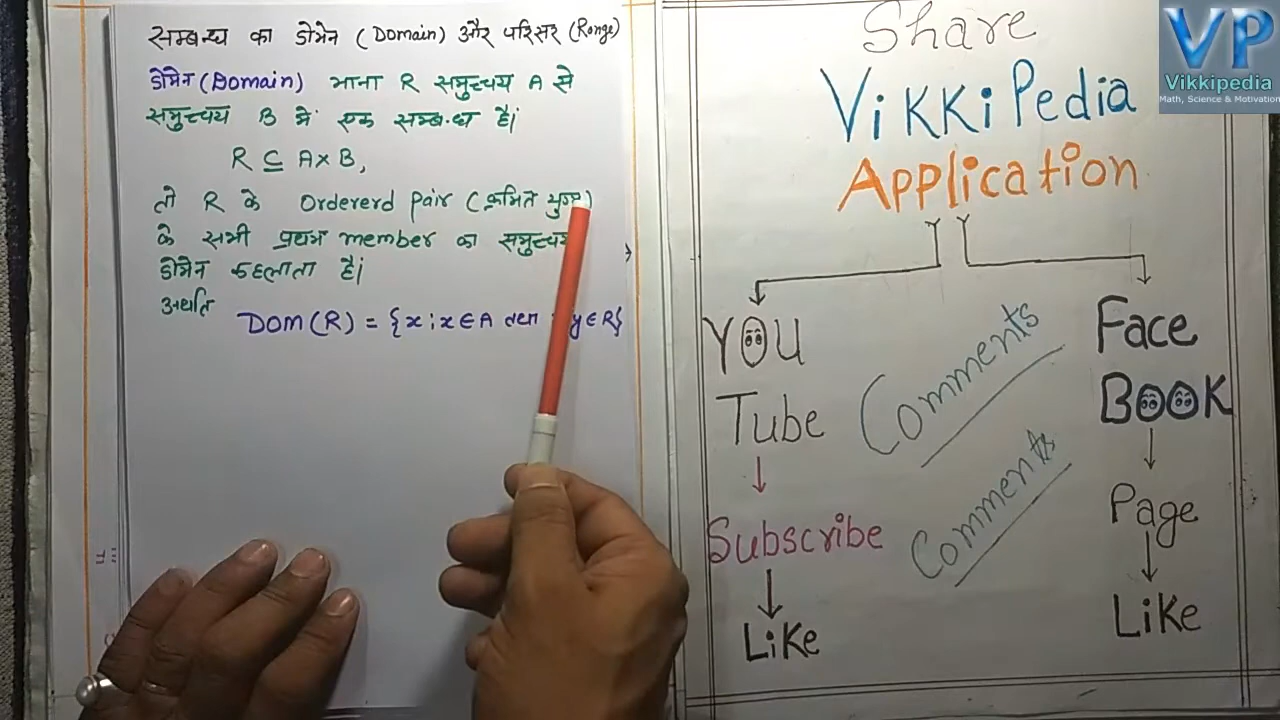 सम्बन्ध का डोमेन (Domain) और परिसर (Range)
डोमेन (Domain) माना R समुच्चय A से
समुच्चय B में एक सम्बन्ध है।
R ⊆ A×B,
तो R के Ordererd Pair (क्रमित युग्म)
के सभी प्रथम member का समुच्चय
डोमेन कहलाता है।
अर्थात
DOM (R) = {x : x ∈ A तथा y ∈ R}
Share
ViKKiPedia
Application
YOU
Tube
Subscribe
LiKe
Comments
Comments
Face
BOOK
Page
LiKe
VP
Vikkipedia
Math, Science & Motivation